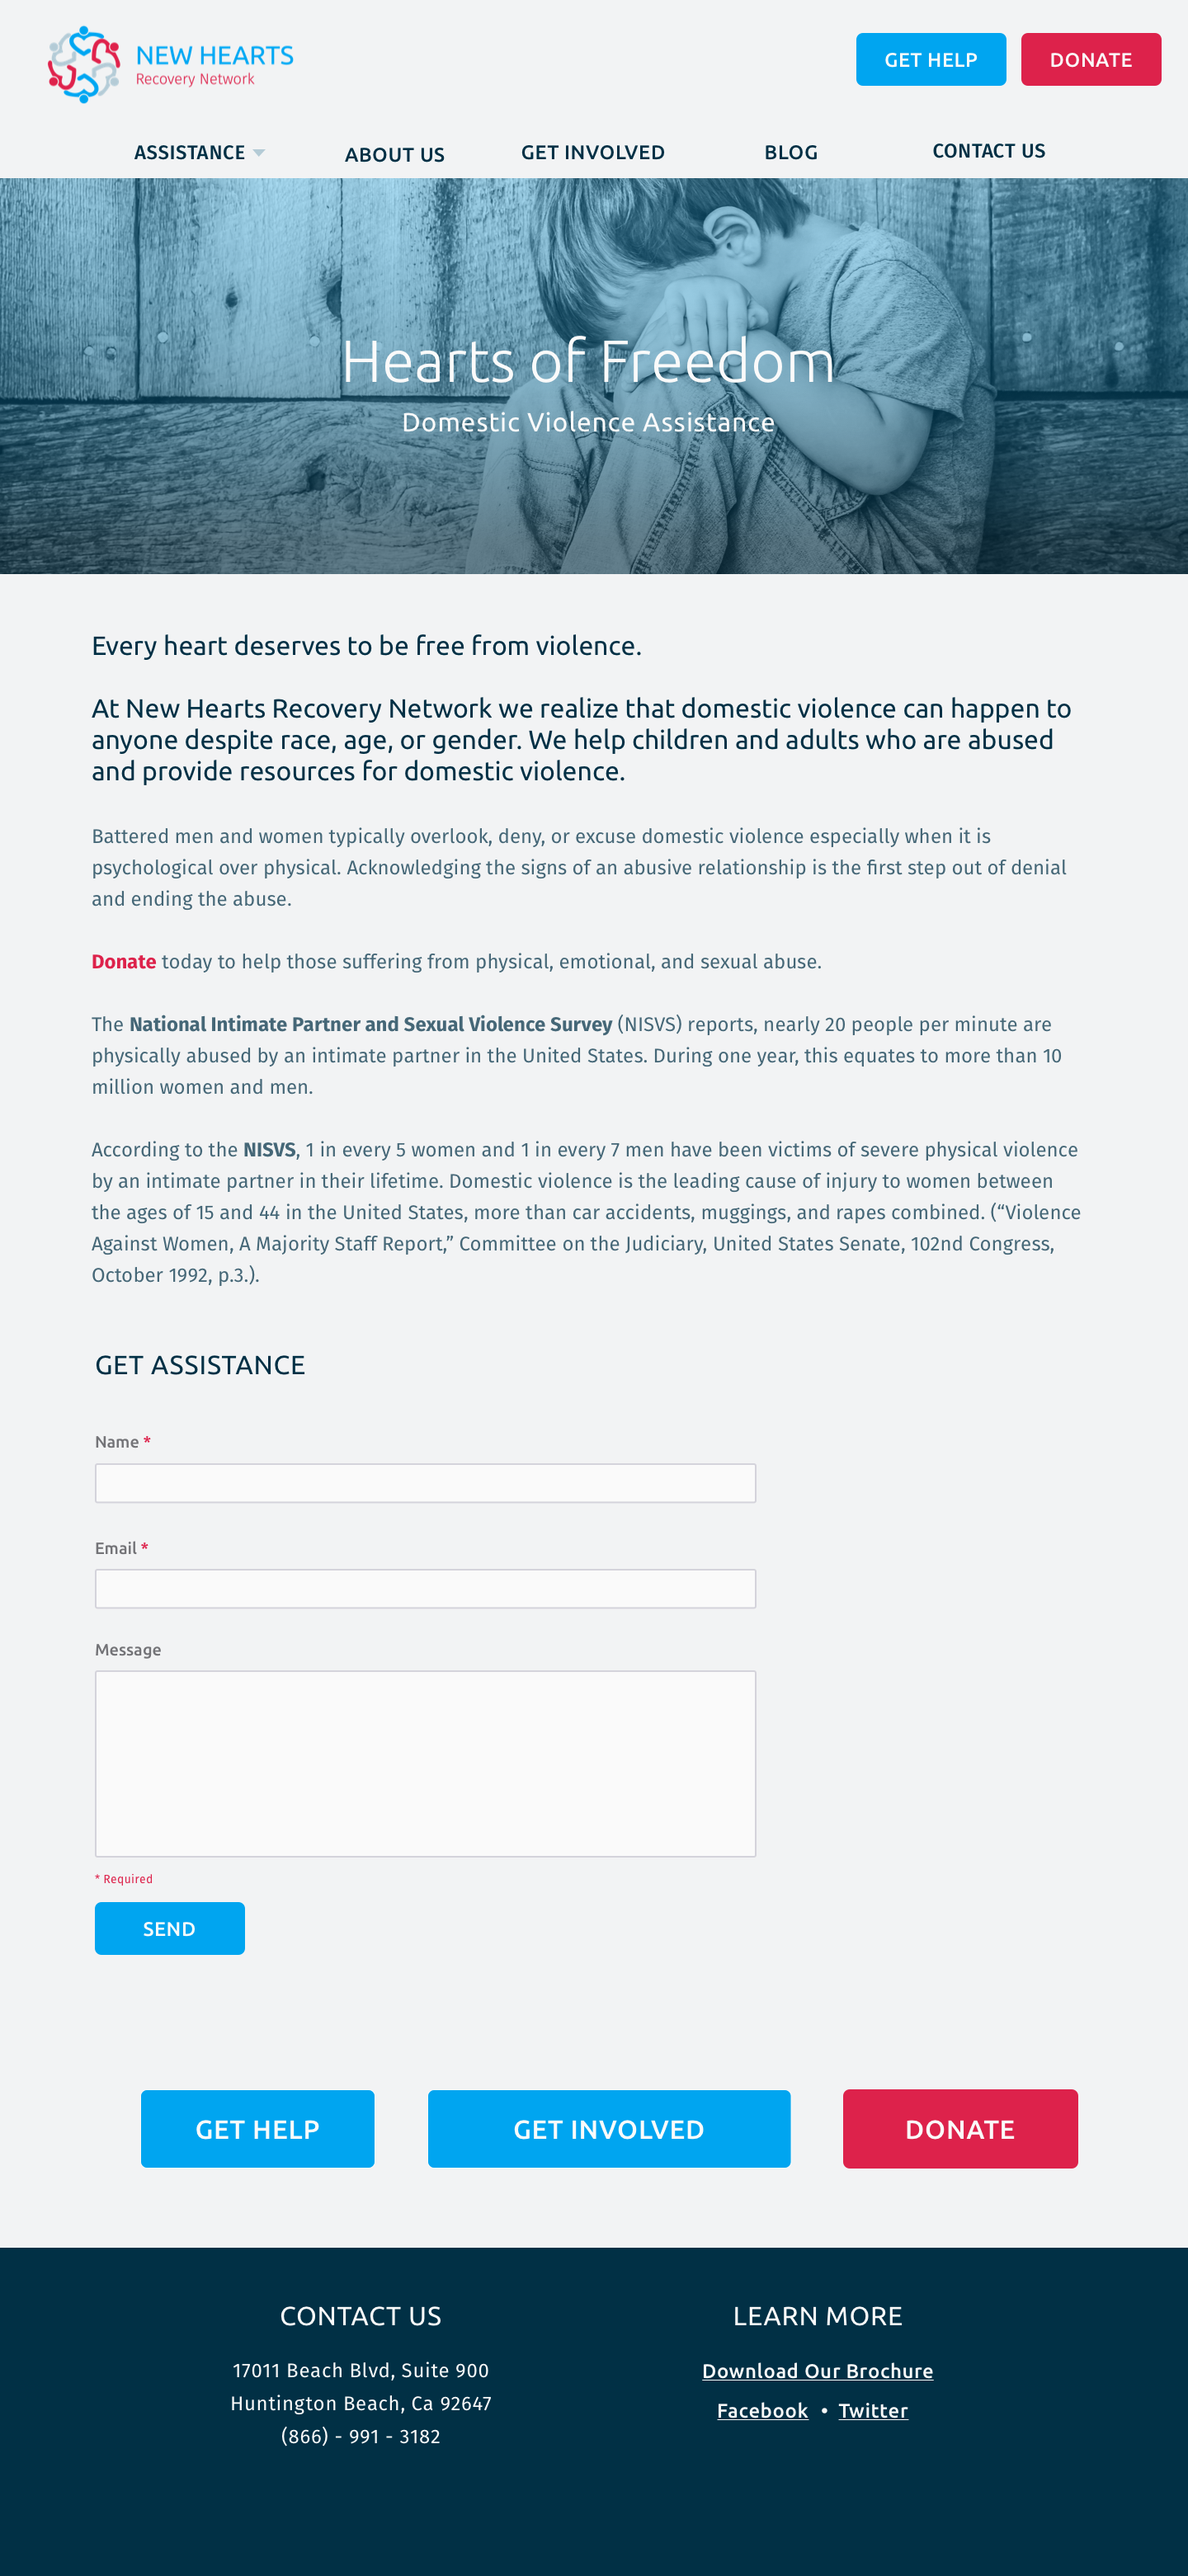 NEW HEARTS
Recovery Network
GET HELP
DONATE
ASSISTANCE
ABOUT US
GET INVOLVED
BLOG
CONTACT US
Hearts of Freedom
Domestic Violence Assistance
Every heart deserves to be free from violence.
At New Hearts Recovery Network we realize that domestic violence can happen to
anyone despite race, age, or gender. We help children and adults who are abused
and provide resources for domestic violence.
Battered men and women typically overlook, deny, or excuse domestic violence especially when it is
psychological over physical. Acknowledging the signs of an abusive relationship is the first step out of denial
and ending the abuse.
Donate today to help those suffering from physical, emotional, and sexual abuse.
The National Intimate Partner and Sexual Violence Survey (NISVS) reports, nearly 20 people per minute are
physically abused by an intimate partner in the United States. During one year, this equates to more than 10
million women and men.
According to the NISVS, 1 in every 5 women and 1 in every 7 men have been victims of severe physical violence
by an intimate partner in their lifetime. Domestic violence is the leading cause of injury to women between
the ages of 15 and 44 in the United States, more than car accidents, muggings, and rapes combined. (“Violence
Against Women, A Majority Staff Report,” Committee on the Judiciary, United States Senate, 102nd Congress,
October 1992, p.3.).
GET ASSISTANCE
Name *
Email *
Message
* Required
SEND
GET HELP
GET INVOLVED
DONATE
CONTACT US
17011 Beach Blvd, Suite 900
Huntington Beach, Ca 92647
(866) - 991 - 3182
LEARN MORE
Download Our Brochure
Facebook • Twitter